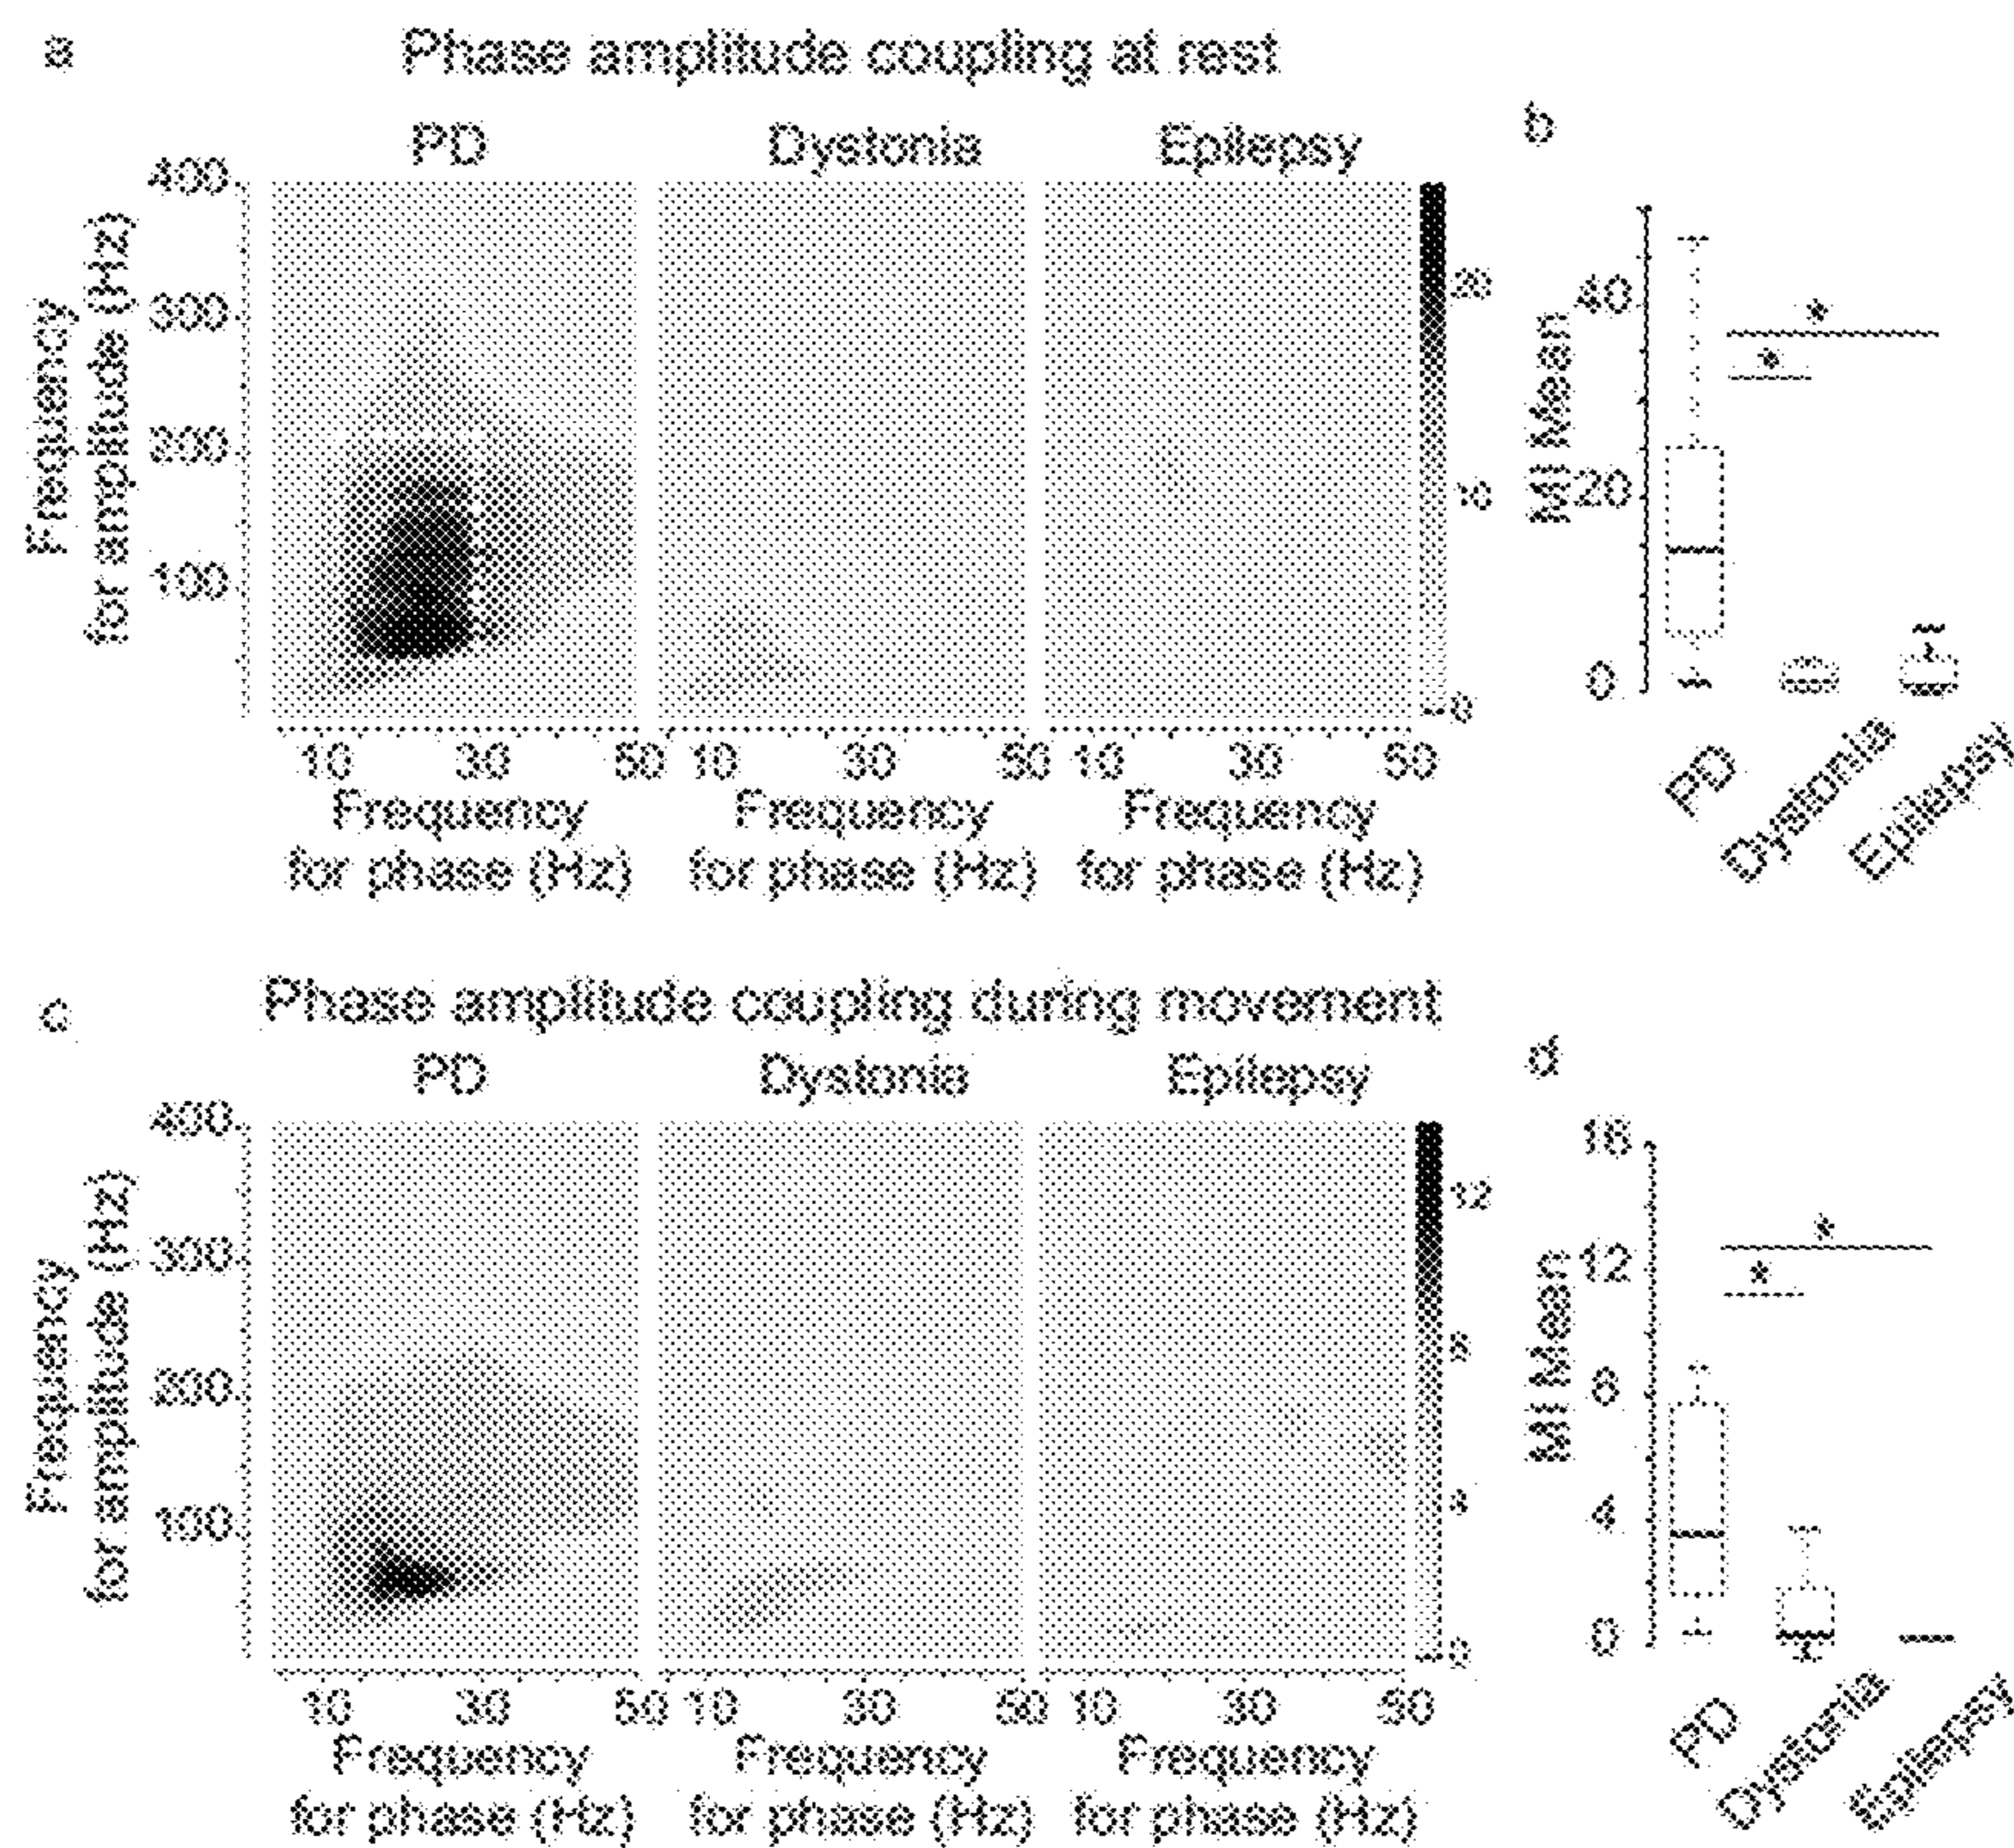 a
Phase amplitude coupling at rest
PD Dystonia Epilepsy
Frequency
for amplitude (Hz)
400
300
200
100
20
10
0
10 30 50 10 30 50 10 30 50
Frequency Frequency Frequency
for phase (Hz) for phase (Hz) for phase (Hz)
b
MI Mean
40
20
0
*
*
PD Dystonia Epilepsy
c
Phase amplitude coupling during movement
PD Dystonia Epilepsy
Frequency
for amplitude (Hz)
400
300
200
100
12
3
0
10 30 50 10 30 50 10 30 50
Frequency Frequency Frequency
for phase (Hz) for phase (Hz) for phase (Hz)
d
MI Mean
16
12
8
4
0
*
*
PD Dystonia Epilepsy